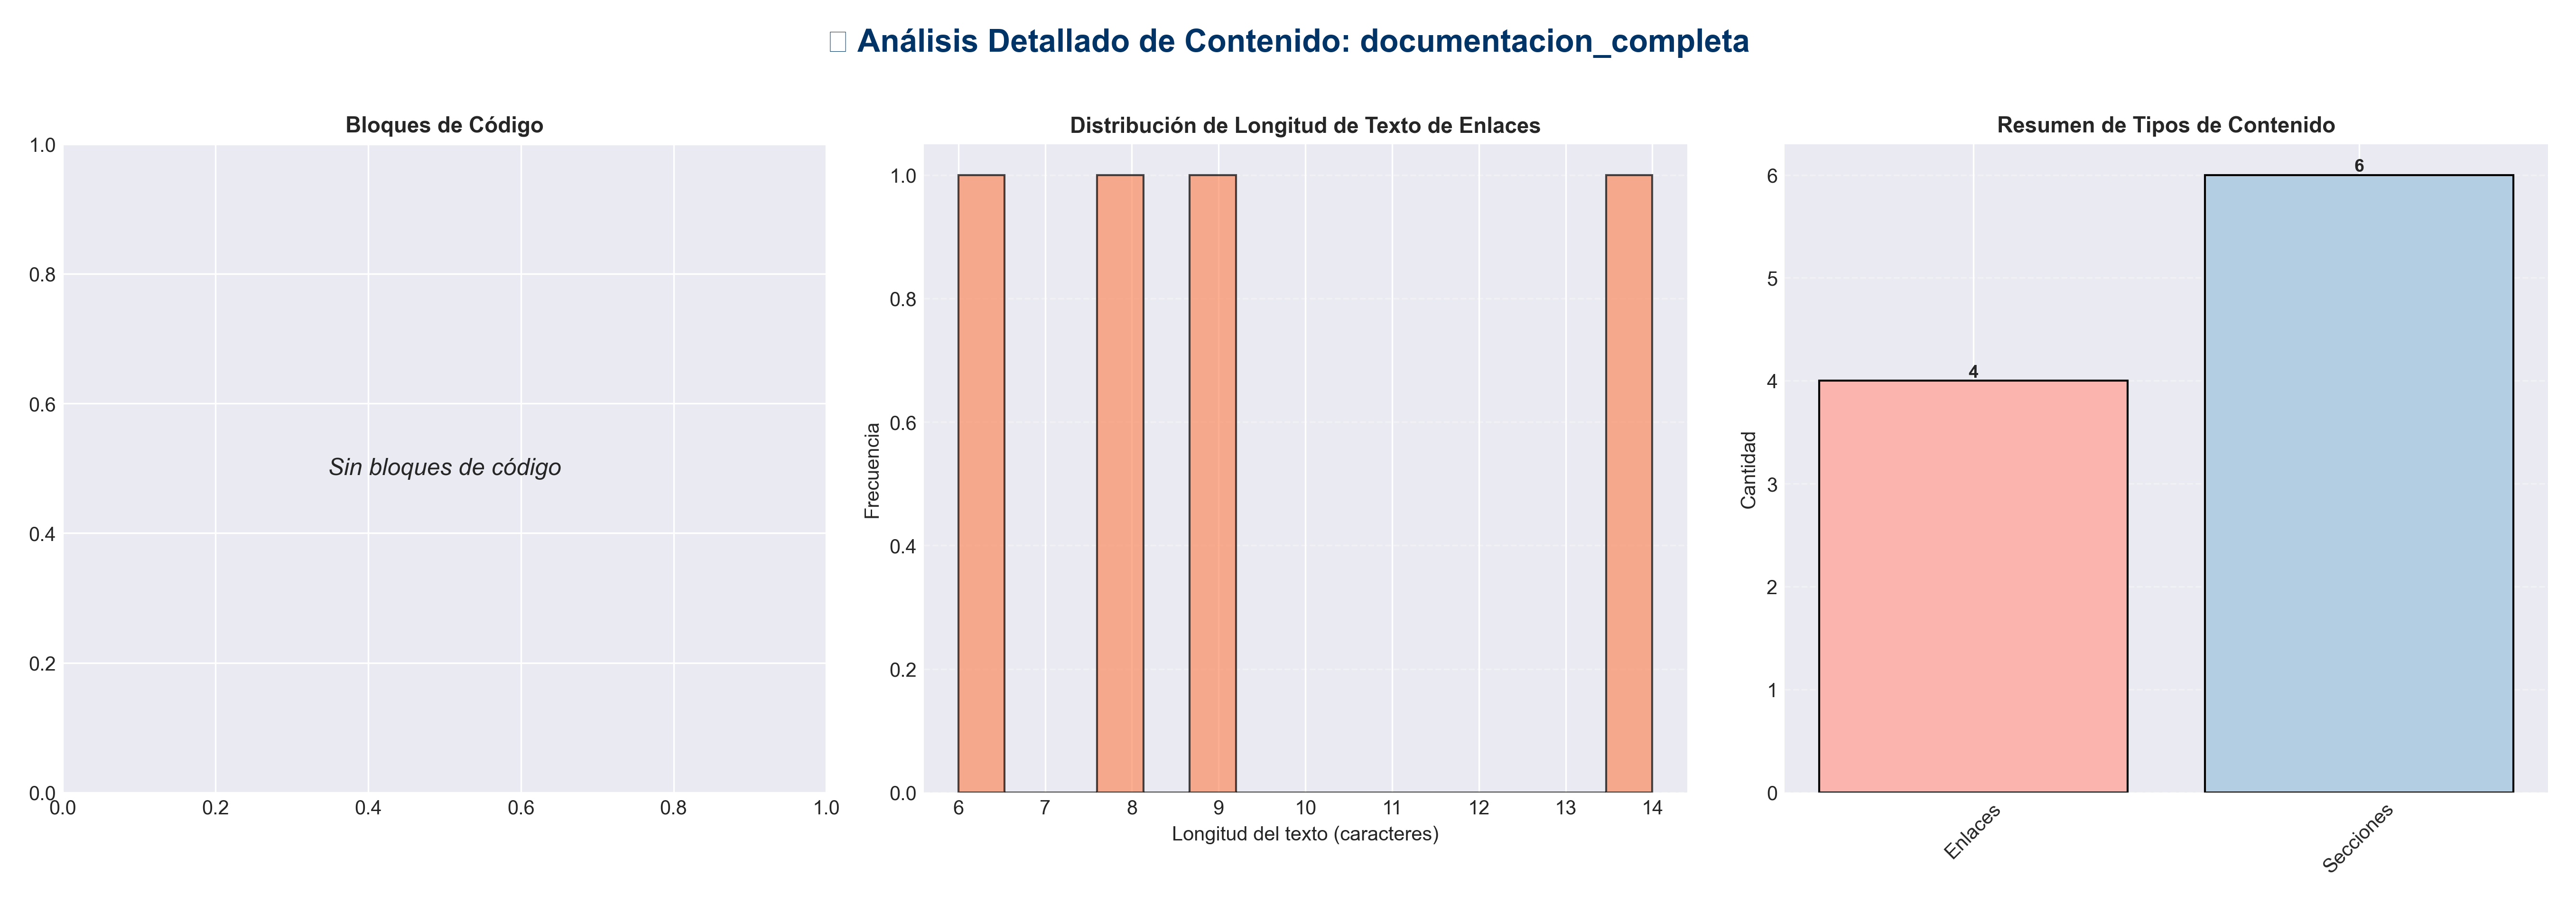 Análisis Detallado de Contenido: documentacion_completa
Bloques de Código
1.0
0.8
0.6
0.4
0.2
0.0
Sin bloques de código
0.0 0.2 0.4 0.6 0.8 1.0
Distribución de Longitud de Texto de Enlaces
Frecuencia
1.0
0.8
0.6
0.4
0.2
0.0
6 7 8 9 10 11 12 13 14
Longitud del texto (caracteres)
Resumen de Tipos de Contenido
Cantidad
6
5
4
3
2
1
0
4
6
Enlaces
Secciones